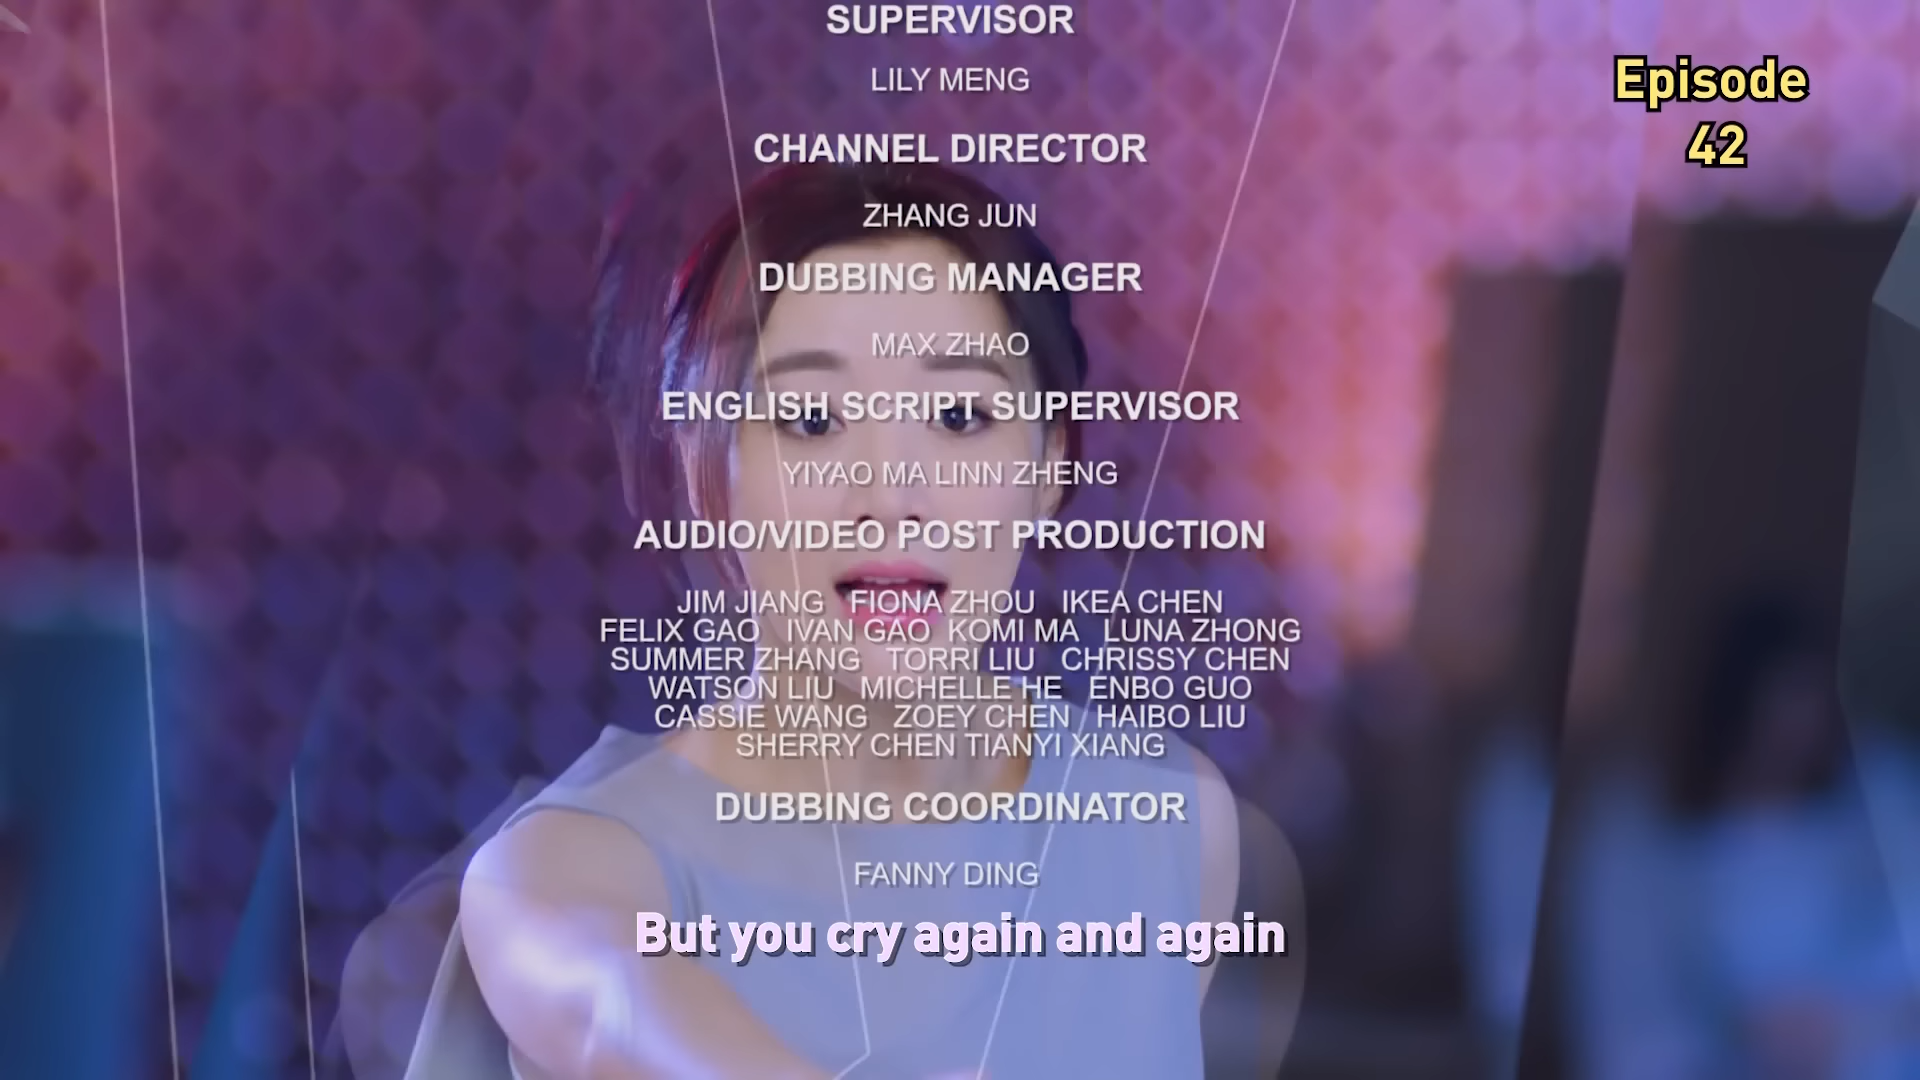 SUPERVISOR
LILY MENG
Episode
42
CHANNEL DIRECTOR
ZHANG JUN
DUBBING MANAGER
MAX ZHAO
ENGLISH SCRIPT SUPERVISOR
YIYAO MA LINN ZHENG
AUDIO/VIDEO POST PRODUCTION
JIM JIANG FIONA ZHOU IKEA CHEN
FELIX GAO IVAN GAO KOMI MA LUNA ZHONG
SUMMER ZHANG TORRI LIU CHRISSY CHEN
WATSON LIU MICHELLE HE ENBO GUO
CASSIE WANG ZOEY CHEN HAIBO LIU
SHERRY CHEN TIANYI XIANG
DUBBING COORDINATOR
FANNY DING
But you cry again and again